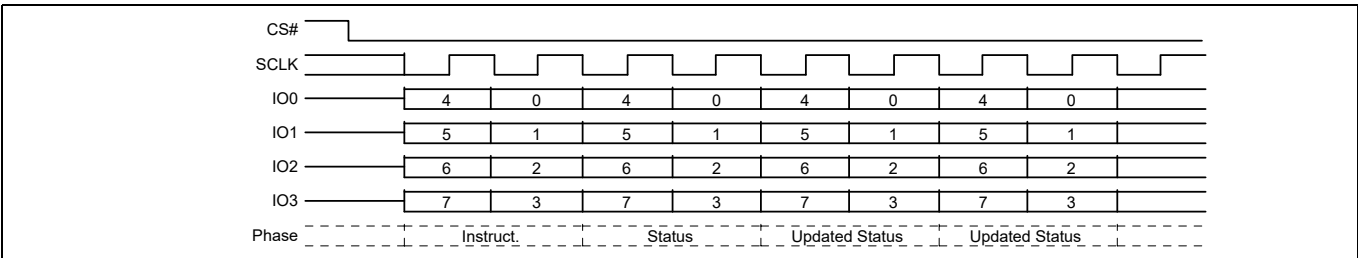 CS#
SCLK
IO0 4 0 4 0 4 0 4 0
IO1 5 1 5 1 5 1 5 1
IO2 6 2 6 2 6 2 6 2
IO3 7 3 7 3 7 3 7 3
Phase Instruct. Status Updated Status Updated Status